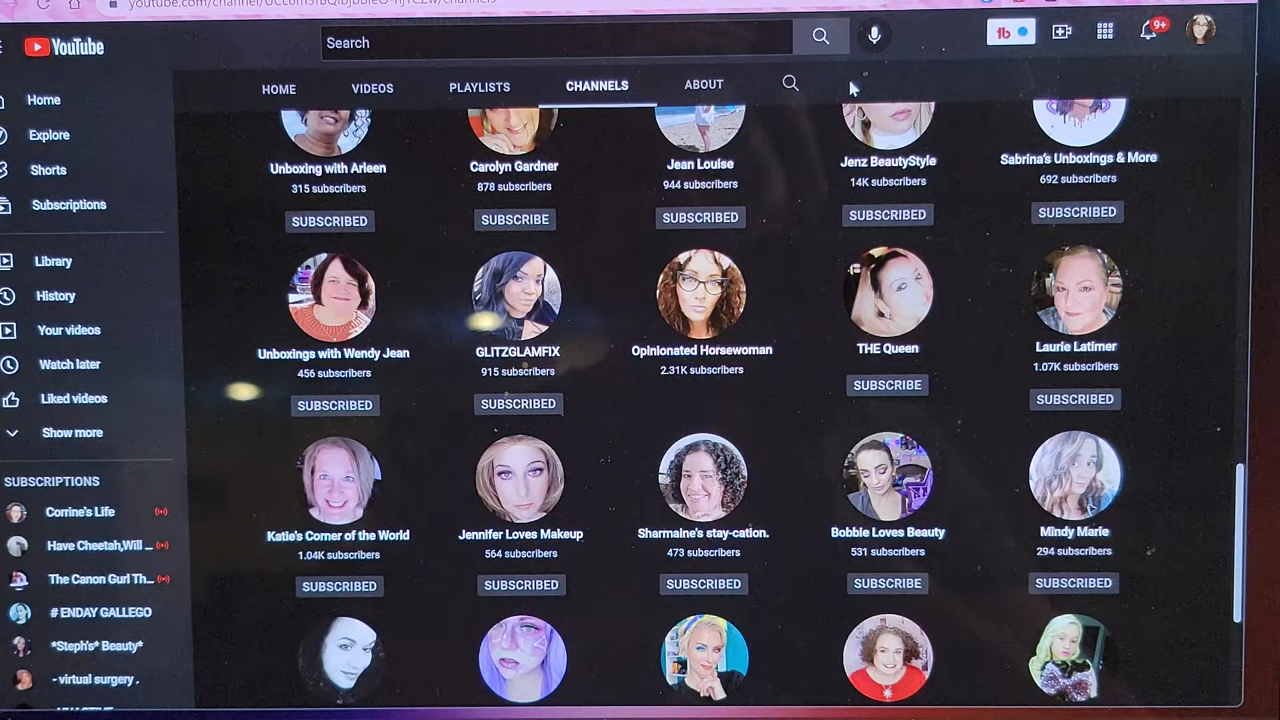 YouTube
Search
9+
HOME VIDEOS PLAYLISTS CHANNELS ABOUT
Home
Explore
Shorts
Subscriptions
Library
History
Your videos
Watch later
Liked videos
Show more
SUBSCRIPTIONS
Corrine's Life
Have Cheetah,Will ...
The Canon Gurl Th...
# ENDAY GALLEGO
*Steph's* Beauty*
- virtual surgery .
Unboxing with Arleen
315 subscribers
SUBSCRIBED
Carolyn Gardner
878 subscribers
SUBSCRIBE
Jean Louise
944 subscribers
SUBSCRIBED
Jenz BeautyStyle
14K subscribers
SUBSCRIBED
Sabrina's Unboxings & More
692 subscribers
SUBSCRIBED
Unboxings with Wendy Jean
456 subscribers
SUBSCRIBED
GLITZGLAMFIX
915 subscribers
SUBSCRIBED
Opinionated Horsewoman
2.31K subscribers
THE Queen
SUBSCRIBE
Laurie Latimer
1.07K subscribers
SUBSCRIBED
Katie's Corner of the World
1.04K subscribers
SUBSCRIBED
Jennifer Loves Makeup
564 subscribers
SUBSCRIBED
Sharmaine's stay-cation.
473 subscribers
SUBSCRIBED
Bobbie Loves Beauty
531 subscribers
SUBSCRIBE
Mindy Marie
294 subscribers
SUBSCRIBED